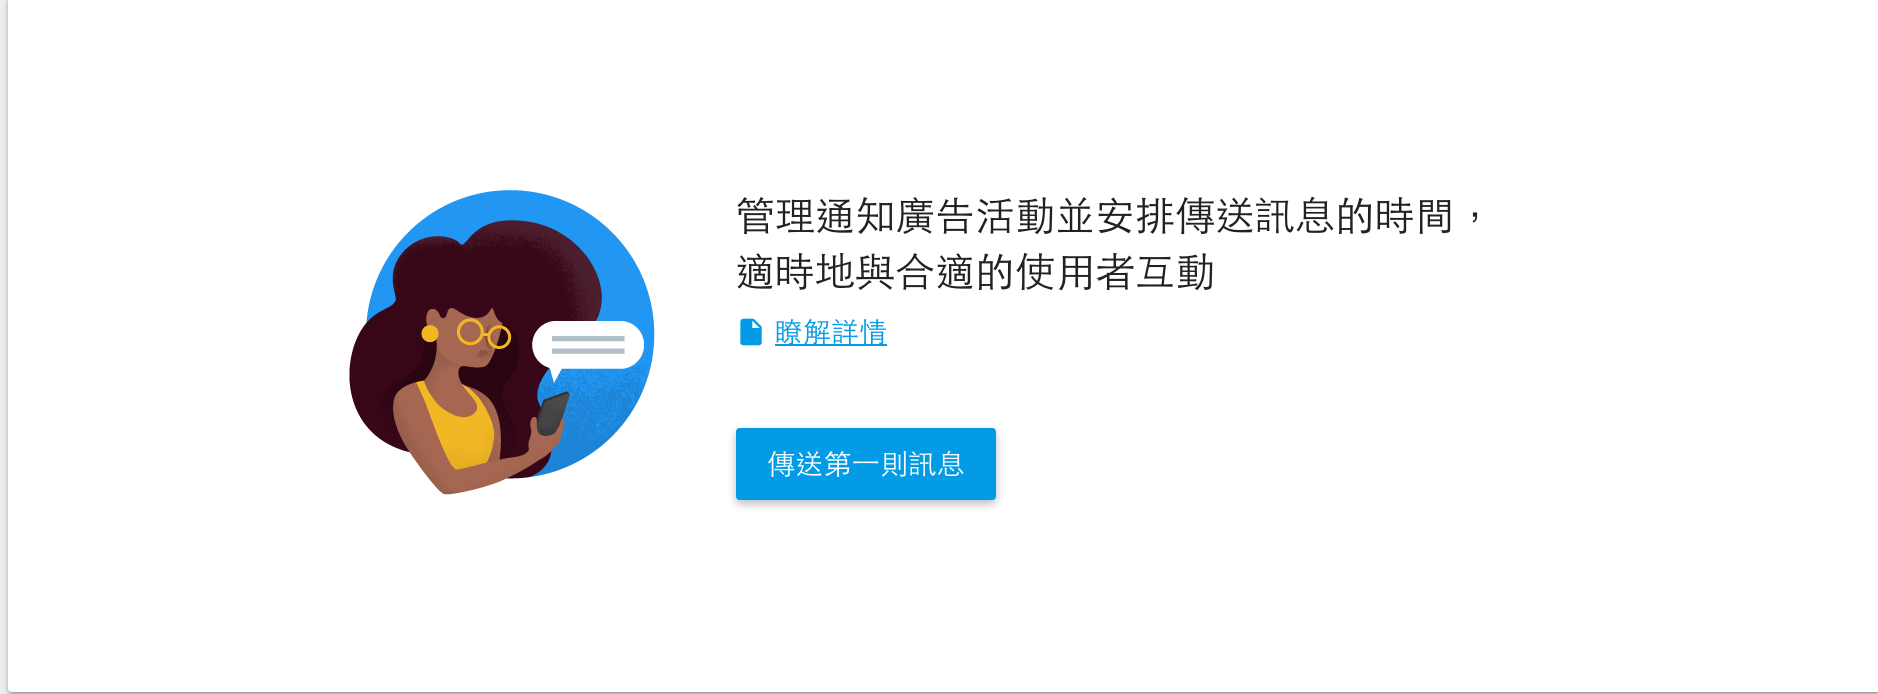 管理通知廣告活動並安排傳送訊息的時間，
適時地與合適的使用者互動
瞭解詳情
傳送第一則訊息